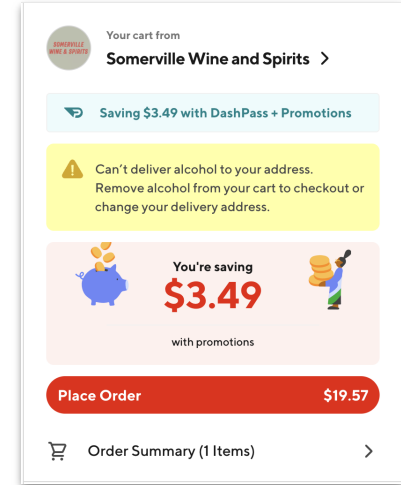 Your cart from
SOMERVILLE
WINE & SPIRITS
Somerville Wine and Spirits
Saving $3.49 with DashPass + Promotions
Can't deliver alcohol to your address.
Remove alcohol from your cart to checkout or
change your delivery address.
You're saving
$3.49
with promotions
Place Order $19.57
Order Summary (1 Items)